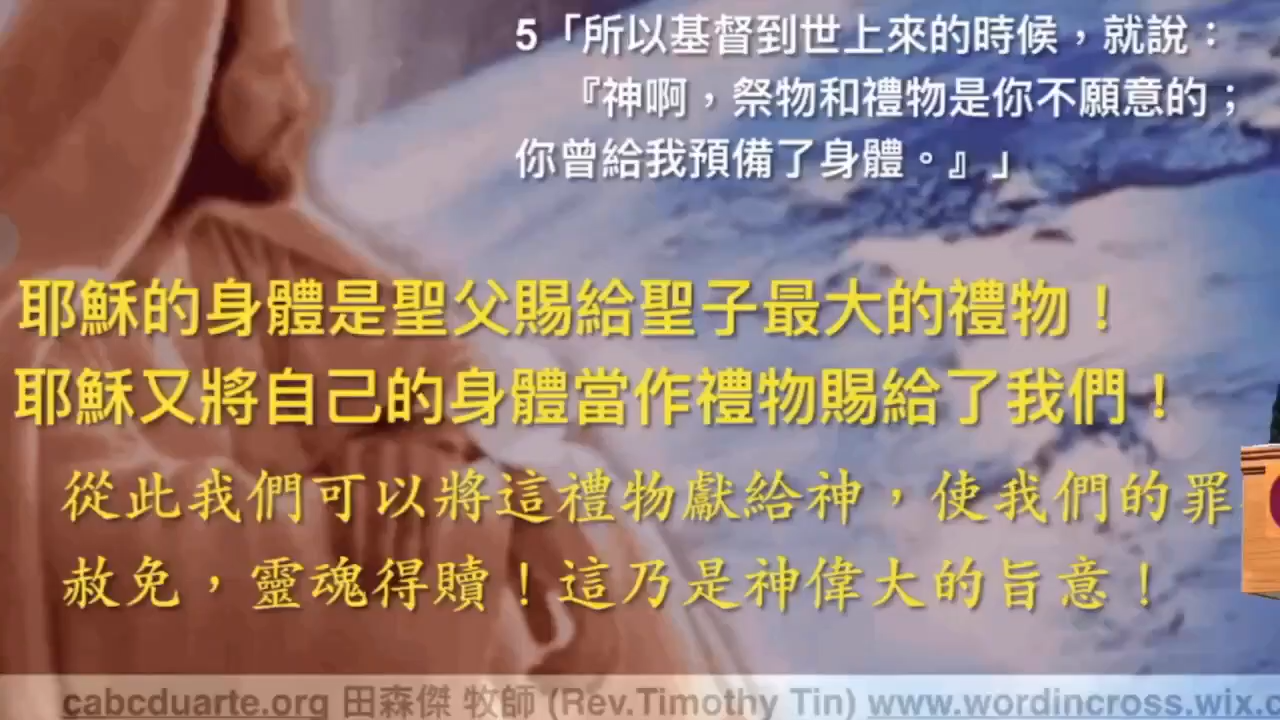 5「所以基督到世上來的時候，就說：
『神啊，祭物和禮物是你不願意的；
你曾給我預備了身體。』」
耶穌的身體是聖父賜給聖子最大的禮物！
耶穌又將自己的身體當作禮物賜給了我們！
從此我們可以將這禮物獻給神，使我們的罪
赦免，靈魂得贖！這乃是神偉大的旨意！
cabcduarte.org 田森傑 牧師 (Rev.Timothy Tin) www.wordincross.wix.c